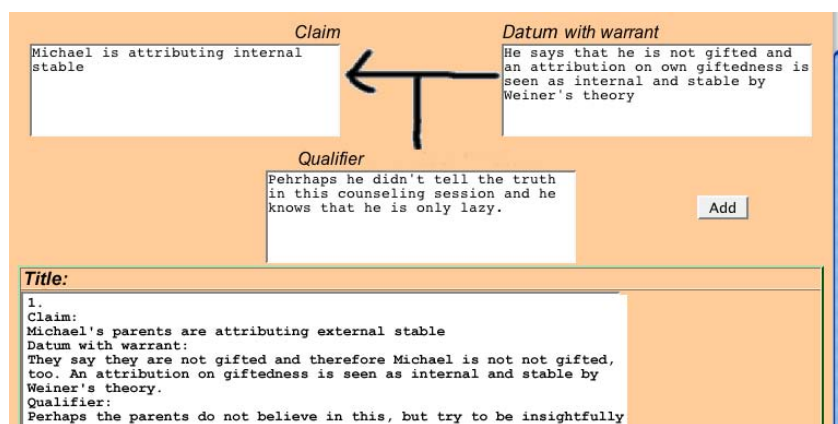 Claim
Datum with warrant
Michael is attributing internal
stable
He says that he is not gifted and
an attribution on own giftedness is
seen as internal and stable by
Weiner's theory
Qualifier
Pehrhaps he didn't tell the truth
in this counseling session and he
knows that he is only lazy.
Add
Title:
1.
Claim:
Michael's parents are attributing external stable
Datum with warrant:
They say they are not gifted and therefore Michael is not not gifted,
too. An attribution on giftedness is seen as internal and stable by
Weiner's theory.
Qualifier:
Perhaps the parents do not believe in this, but try to be insightfully